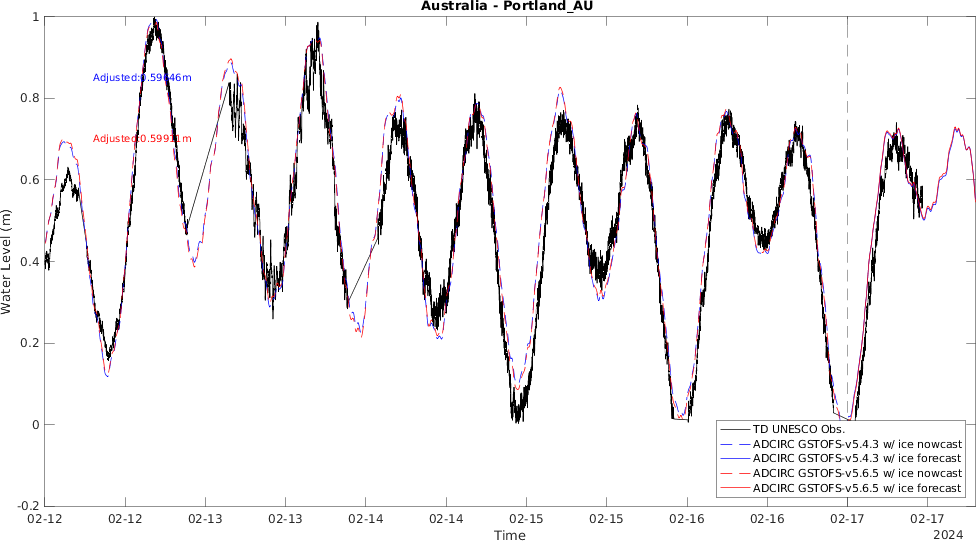 Australia - Portland_AU
1
0.8
0.6
0.4
0.2
0
-0.2
Water Level (m)
Adjusted:0.59646m
Adjusted:0.59911m
TD UNESCO Obs.
ADCIRC GSTOFS-v5.4.3 w/ ice nowcast
ADCIRC GSTOFS-v5.4.3 w/ ice forecast
ADCIRC GSTOFS-v5.6.5 w/ ice nowcast
ADCIRC GSTOFS-v5.6.5 w/ ice forecast
02-12 02-12 02-13 02-13 02-14 02-14 02-15 02-15 02-16 02-16 02-17 02-17
Time
2024